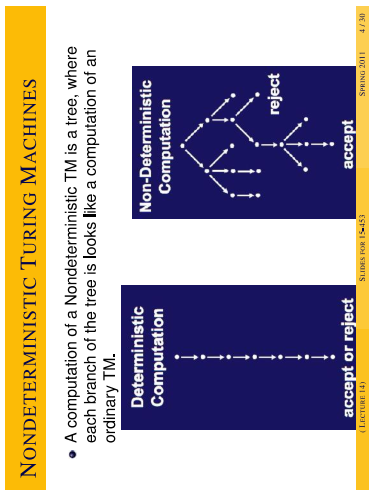 NONDETERMINISTIC TURING MACHINES
A computation of a Nondeterministic TM is a tree, where
each branch of the tree is looks like a computation of an
ordinary TM.
Deterministic
Computation
accept or reject
Non-Deterministic
Computation
reject
accept
( LECTURE 14)
SLIDES FOR 15-453
SPRING 2011
4 / 30